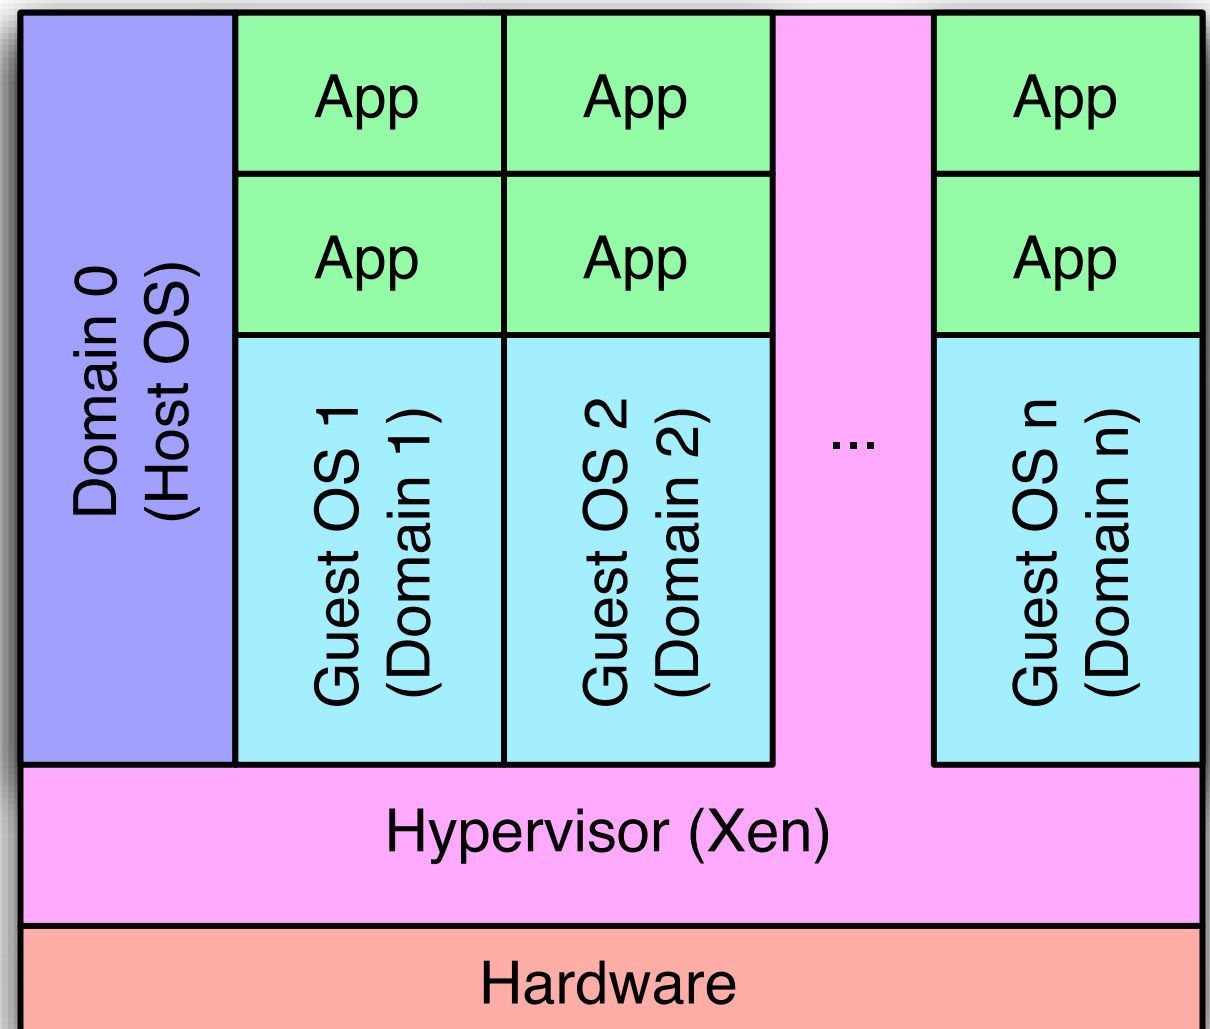 App
App
App
App
App
App
Domain 0
(Host OS)
Guest OS 1
(Domain 1)
Guest OS 2
(Domain 2)
...
Guest OS n
(Domain n)
Hypervisor (Xen)
Hardware